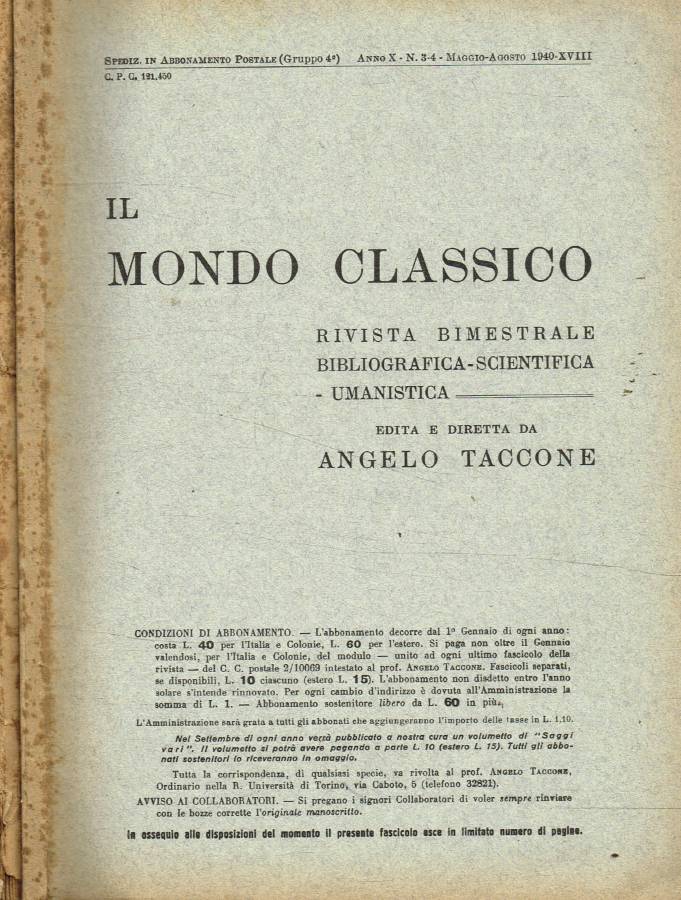 SPEDIZ. IN ABBONAMENTO POSTALE (Gruppo 4º) ANNO X - N. 3-4 - MAGGIO-AGOSTO 1940-XVIII
C. P. C. 121.450
IL
MONDO CLASSICO
RIVISTA BIMESTRALE
BIBLIOGRAFICA-SCIENTIFICA
- UMANISTICA
EDITA E DIRETTA DA
ANGELO TACCONE
CONDIZIONI DI ABBONAMENTO. — L'abbonamento decorre dal 1º Gennaio di ogni anno:
costa L. 40 per l'Italia e Colonie, L. 60 per l'estero. Si paga non oltre il Gennaio
valendosi, per l'Italia e Colonie, del modulo — unito ad ogni ultimo fascicolo della
rivista — del C. C. postale 2/10069 intestato al prof. ANGELO TACCONE. Fascicoli separati,
se disponibili, L. 10 ciascuno (estero L. 15). L'abbonamento non disdetto entro l'anno
solare s'intende rinnovato. Per ogni cambio d'indirizzo è dovuta all'Amministrazione la
somma di L. 1. — Abbonamento sostenitore libero da L. 60 in più.
L'Amministrazione sarà grata a tutti gli abbonati che aggiungeranno l'importo delle tasse in L. 1,10.
Nel Settembre di ogni anno verrà pubblicato a nostra cura un volumetto di "Saggi
vari". Il volumetto si potrà avere pagando a parte L. 10 (estero L. 15). Tutti gli abbo-
nati sostenitori lo riceveranno in omaggio.
Tutta la corrispondenza, di qualsiasi specie, va rivolta al prof. ANGELO TACCONE,
Ordinario nella R. Università di Torino, via Caboto, 5 (telefono 32821).
AVVISO AI COLLABORATORI. — Si pregano i signori Collaboratori di voler sempre rinviare
con le bozze corrette l'originale manoscritto.
In ossequio alle disposizioni del momento il presente fascicolo esce in limitato numero di pagine.